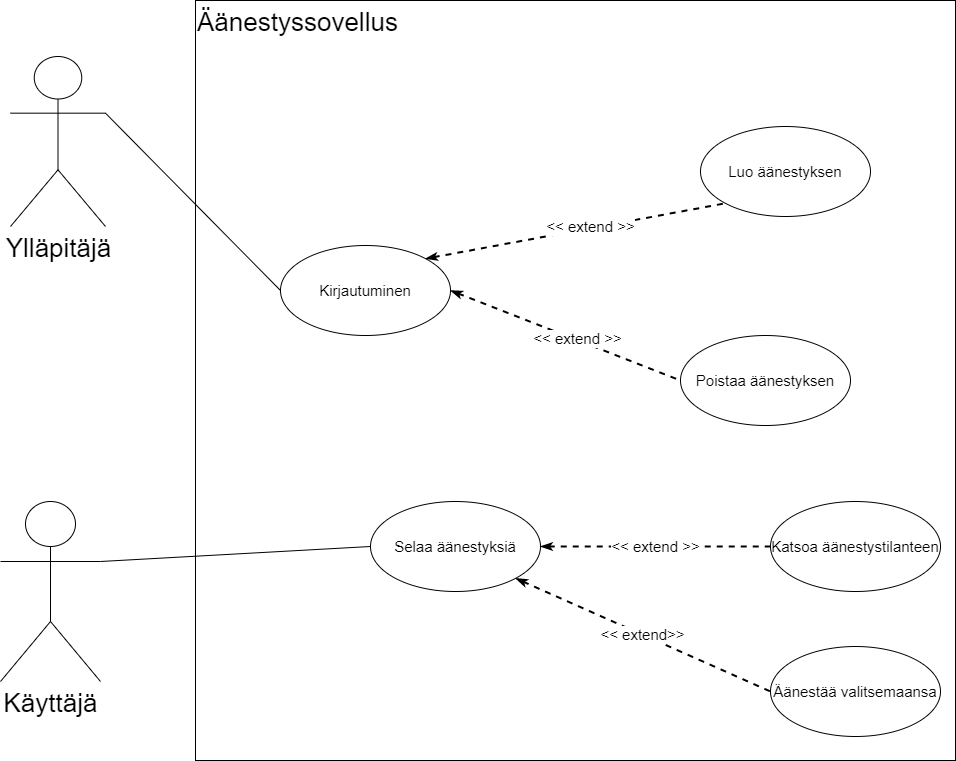 Äänestyssovellus
Luo äänestyksen
<< extend >>
Ylläpitäjä
Kirjautuminen
<< extend >>
Poistaa äänestyksen
Selaa äänestyksiä
<< extend >>
Katsoa äänestystilanteen
<< extend>>
Äänestää valitsemaansa
Käyttäjä